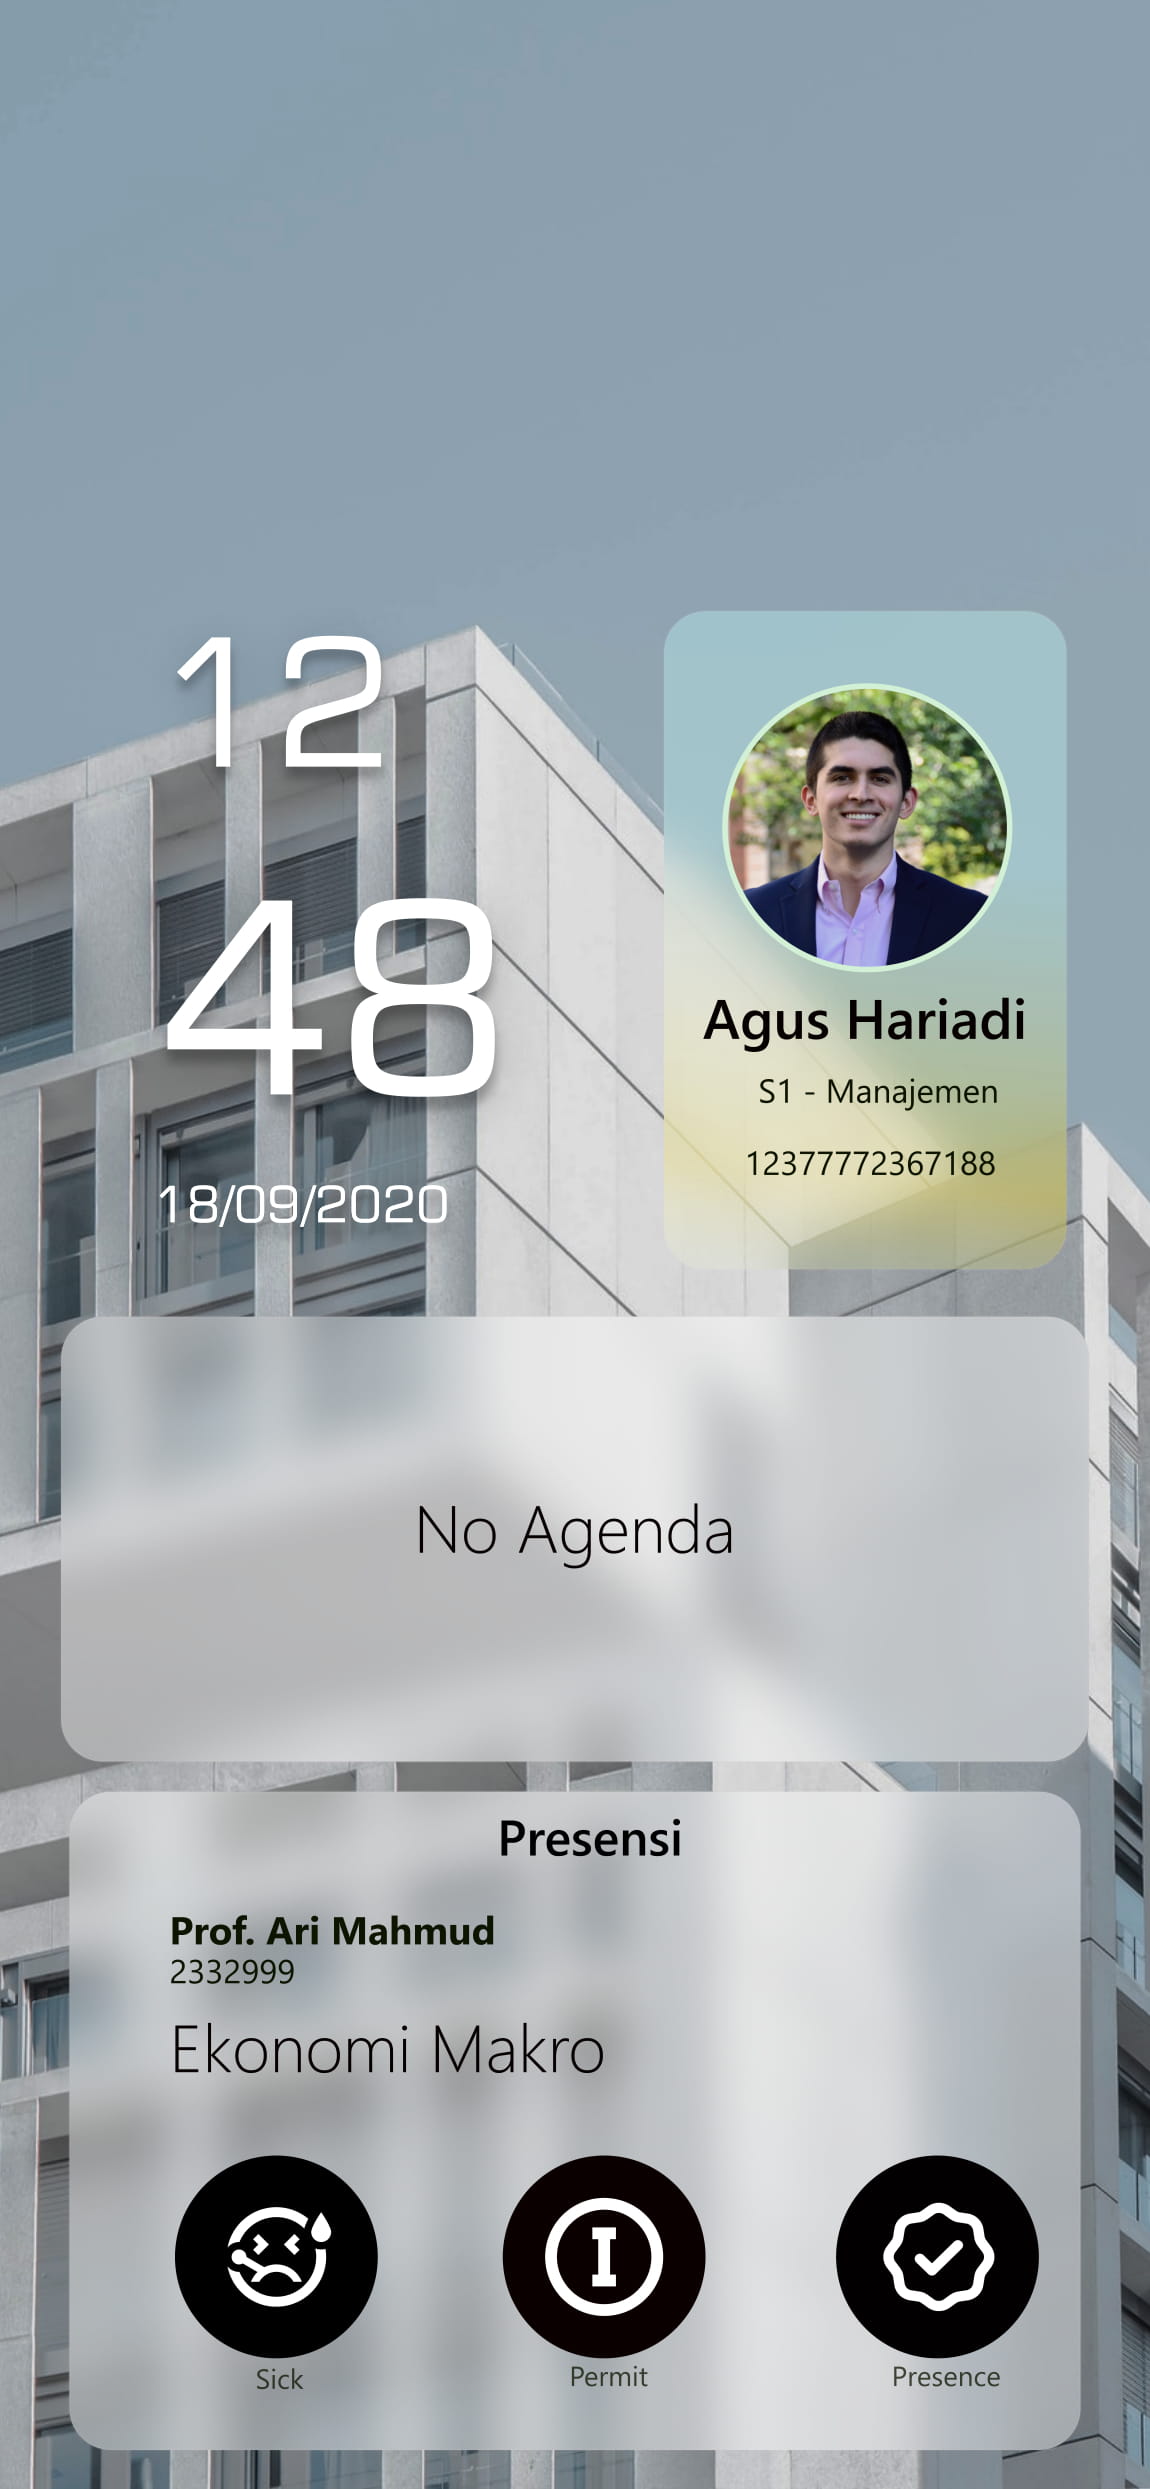 12
48
18/09/2020
Agus Hariadi
S1 - Manajemen
12377772367188
No Agenda
Presensi
Prof. Ari Mahmud
2332999
Ekonomi Makro
I
Sick
Permit
Presence